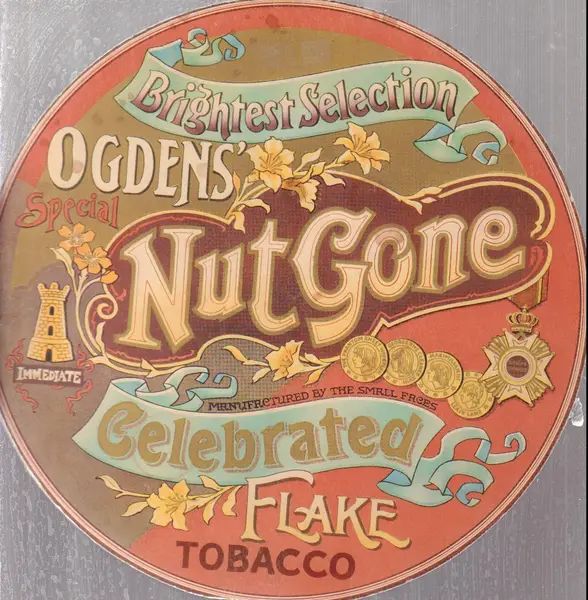 Brightest Selection
OGDENS'
Special
Nut Gone
IMMEDIATE
MANUFACTURED BY THE SMALL FACES
Celebrated
FLAKE
TOBACCO